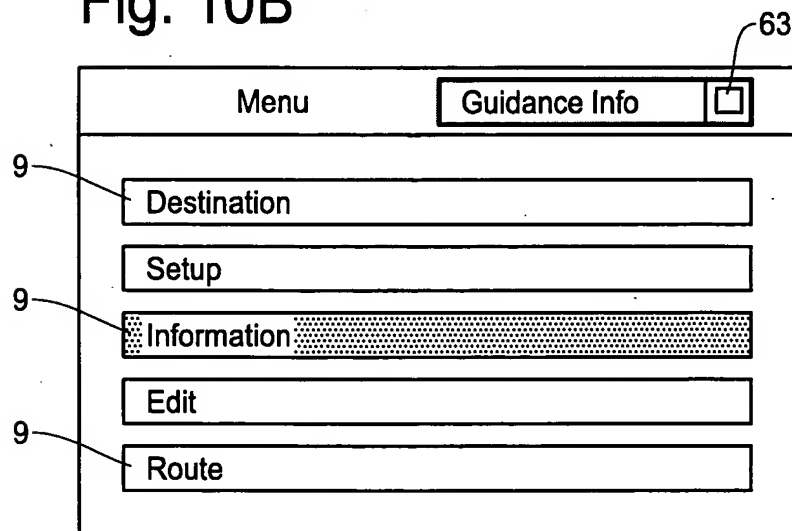 Fig. 10B
63
Menu Guidance Info
9
Destination
Setup
9
Information
Edit
9
Route